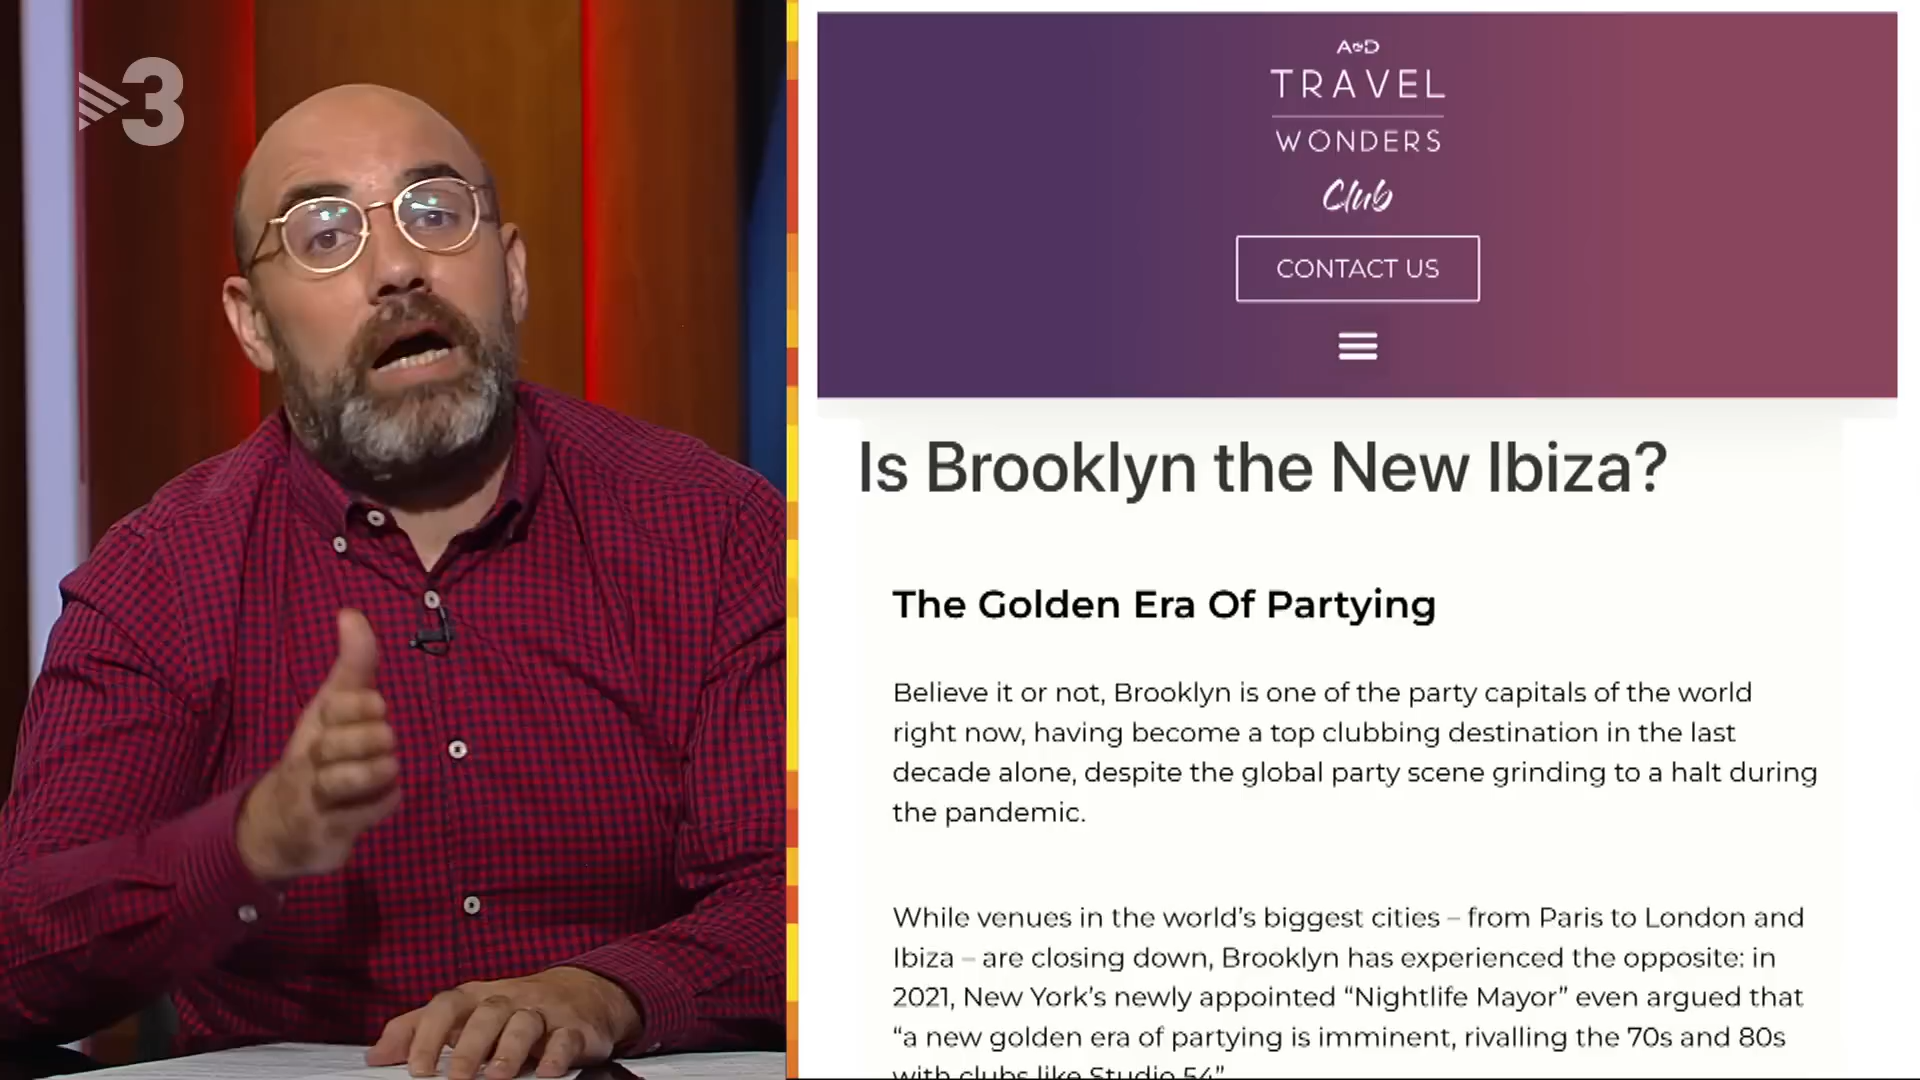 3
A&D
TRAVEL
WONDERS
Club
CONTACT US
Is Brooklyn the New Ibiza?
The Golden Era Of Partying
Believe it or not, Brooklyn is one of the party capitals of the world
right now, having become a top clubbing destination in the last
decade alone, despite the global party scene grinding to a halt during
the pandemic.
While venues in the world’s biggest cities – from Paris to London and
Ibiza – are closing down, Brooklyn has experienced the opposite: in
2021, New York’s newly appointed “Nightlife Mayor” even argued that
“a new golden era of partying is imminent, rivalling the 70s and 80s
with clubs like Studio 54”